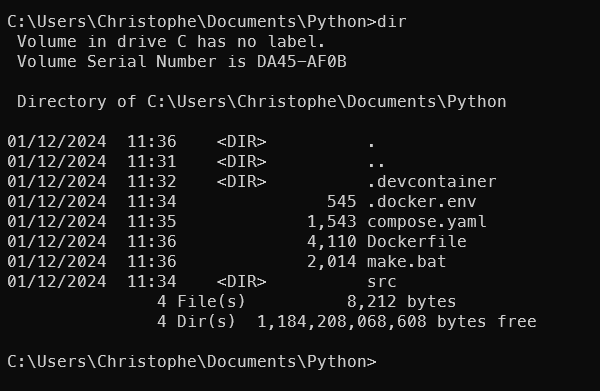 C:\Users\Christophe\Documents\Python>dir
 Volume in drive C has no label.
 Volume Serial Number is DA45-AF0B

 Directory of C:\Users\Christophe\Documents\Python

01/12/2024  11:36    <DIR>          .
01/12/2024  11:31    <DIR>          ..
01/12/2024  11:32    <DIR>          .devcontainer
01/12/2024  11:34               545 .docker.env
01/12/2024  11:35             1,543 compose.yaml
01/12/2024  11:36             4,110 Dockerfile
01/12/2024  11:36             2,014 make.bat
01/12/2024  11:34    <DIR>          src
               4 File(s)          8,212 bytes
               4 Dir(s)  1,184,208,068,608 bytes free

C:\Users\Christophe\Documents\Python>